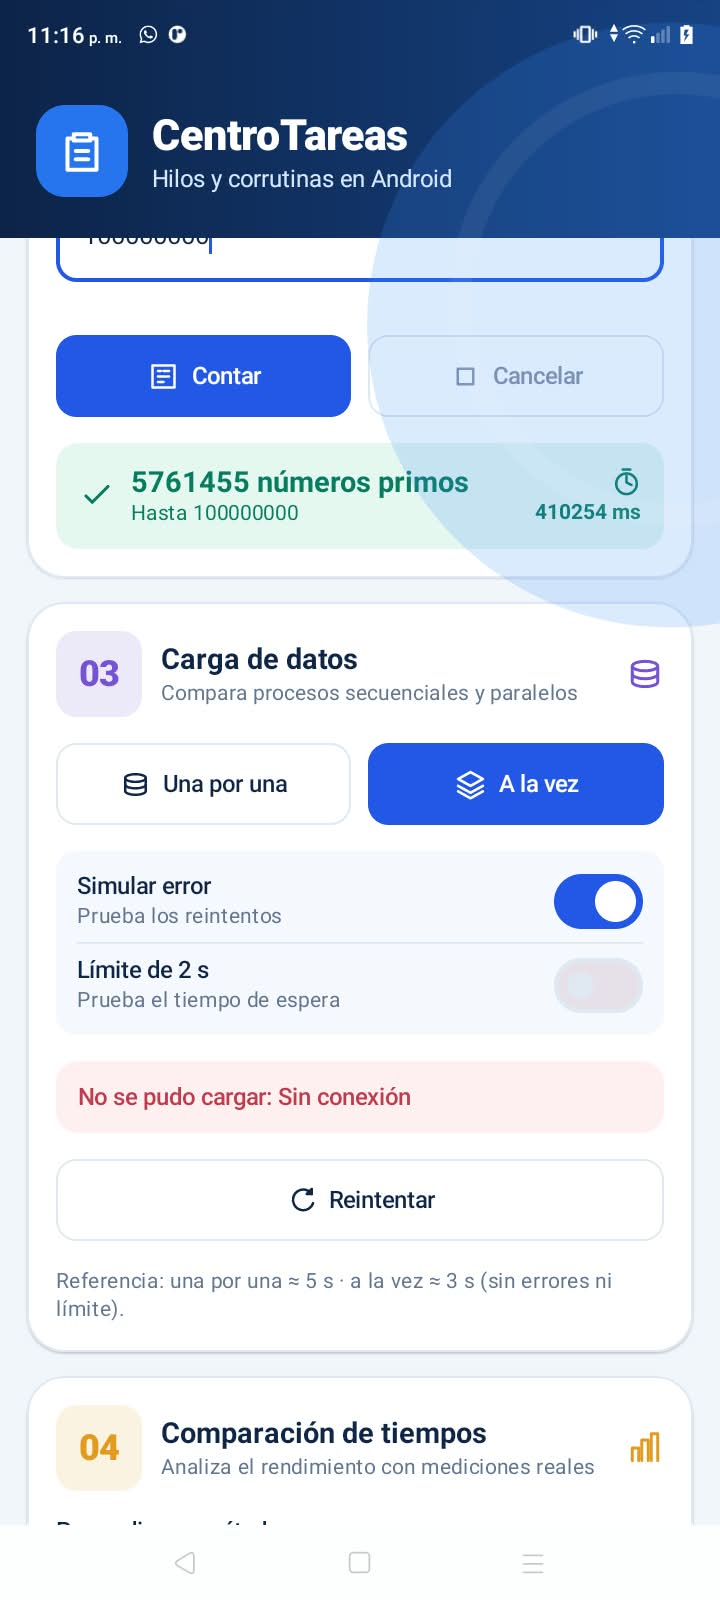 11:16 p. m.
CentroTareas
Hilos y corrutinas en Android
100000000
Contar
Cancelar
5761455 números primos
Hasta 100000000
410254 ms
03
Carga de datos
Compara procesos secuenciales y paralelos
Una por una
A la vez
Simular error
Prueba los reintentos
Límite de 2 s
Prueba el tiempo de espera
No se pudo cargar: Sin conexión
Reintentar
Referencia: una por una ≈ 5 s · a la vez ≈ 3 s (sin errores ni
límite).
04
Comparación de tiempos
Analiza el rendimiento con mediciones reales